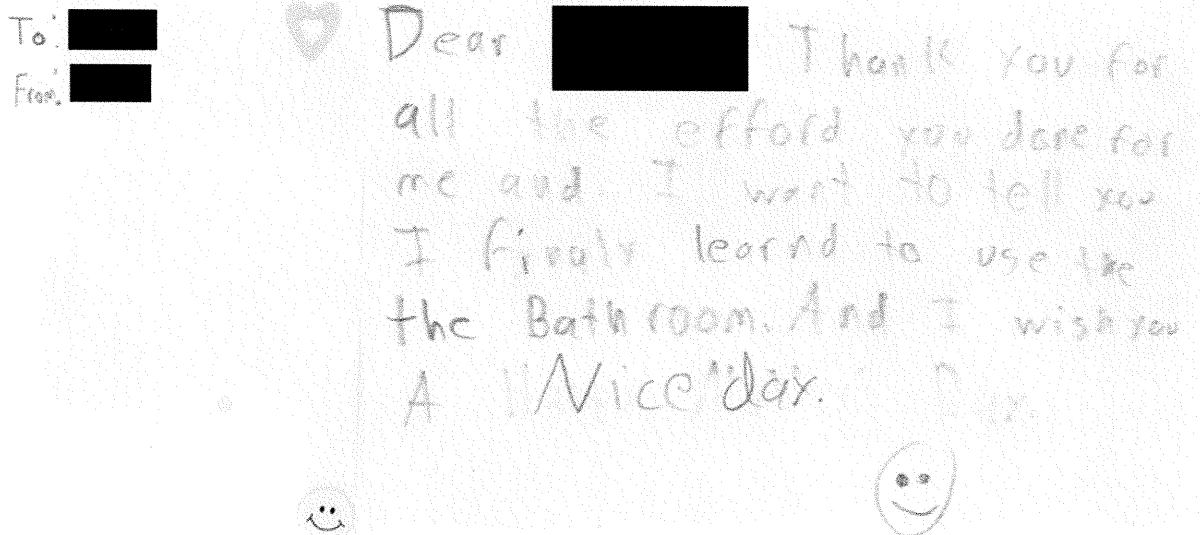 To:
From:
Dear Thank you for
all the efford you done for
me and I want to tell you
I finaly learnd to use the
the Bathroom. And I wish you
A Nice day.